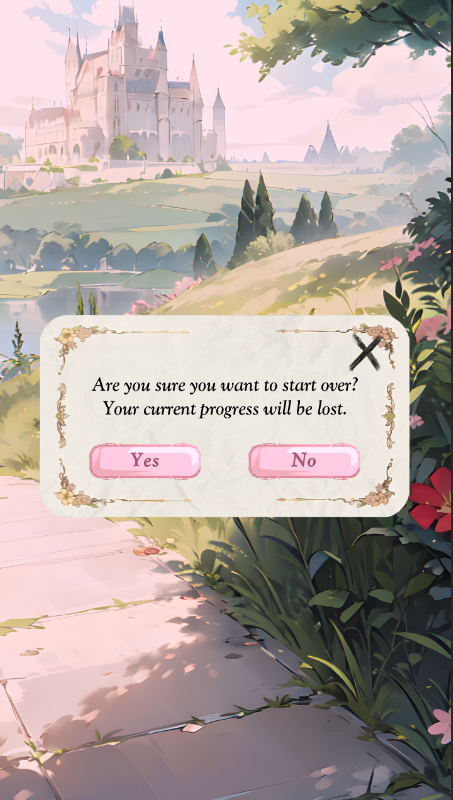 Are you sure you want to start over?
Your current progress will be lost.
Yes
No